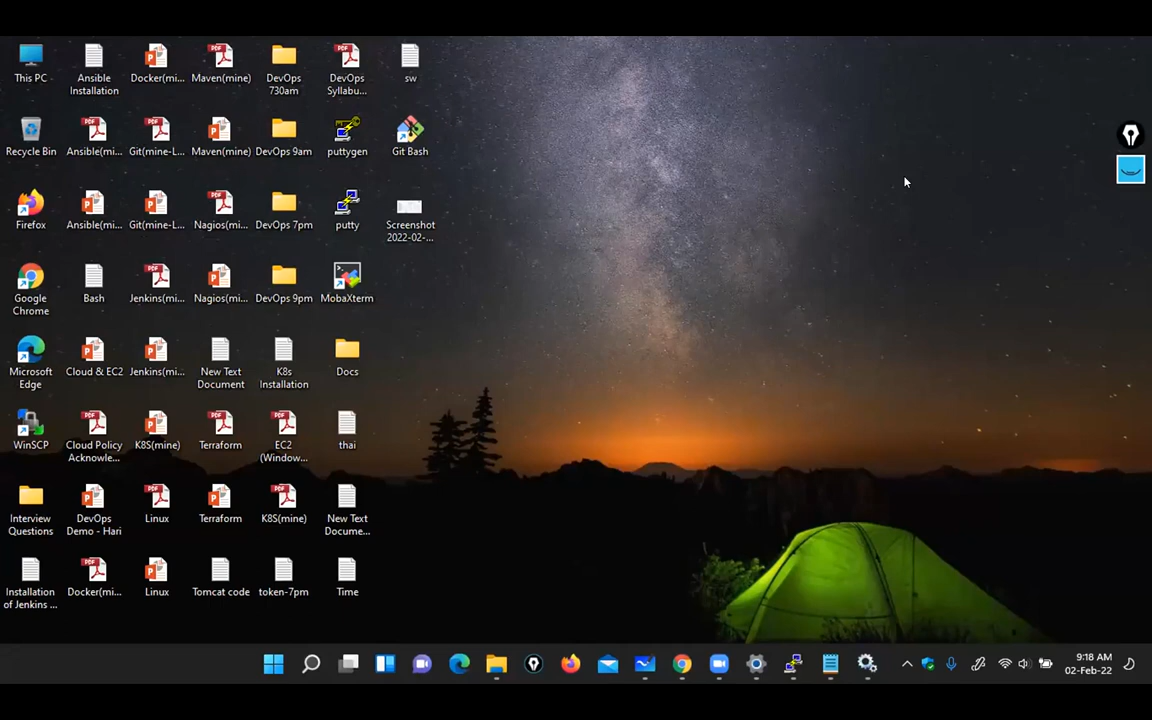 This PC
Ansible
Installation
Docker(mi...
Maven(mine)
DevOps
730am
DevOps
Syllabu...
sw
Recycle Bin
Ansible(mi...
Git(mine-L...
Maven(mine)
DevOps 9am
puttygen
Git Bash
Firefox
Ansible(mi...
Git(mine-L...
Nagios(mi...
DevOps 7pm
putty
Screenshot
2022-02-...
Google
Chrome
Bash
Jenkins(mi...
Nagios(mi...
DevOps 9pm
MobaXterm
Microsoft
Edge
Cloud & EC2
Jenkins(mi...
New Text
Document
K8s
Installation
Docs
WinSCP
Cloud Policy
Acknowle...
K8S(mine)
Terraform
EC2
(Window...
thai
Interview
Questions
DevOps
Demo - Hari
Linux
Terraform
K8S(mine)
New Text
Docume...
Installation
of Jenkins ...
Docker(mi...
Linux
Tomcat code
token-7pm
Time
9:18 AM
02-Feb-22